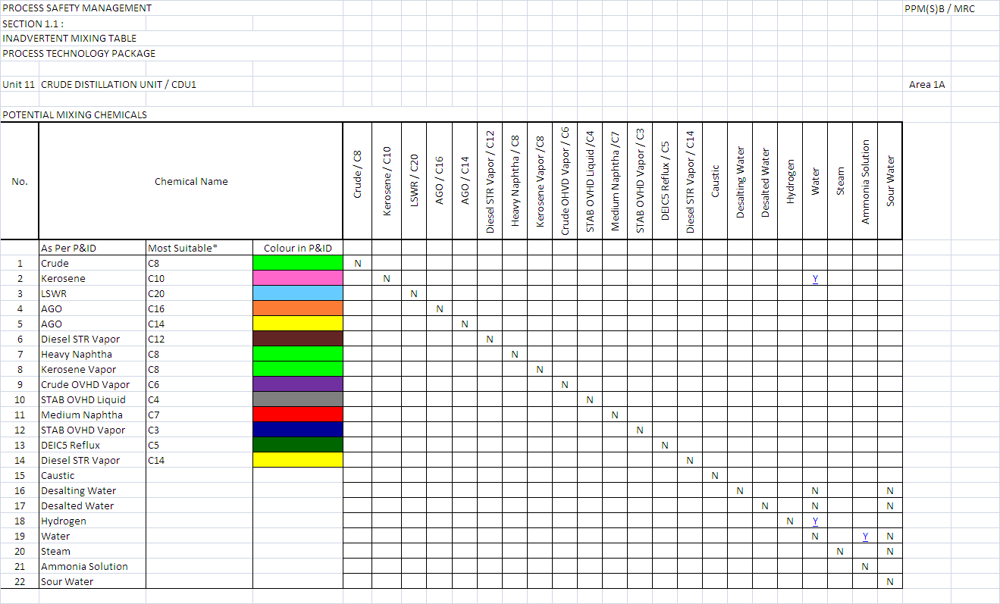 PROCESS SAFETY MANAGEMENT PPM(S)B / MRC
SECTION 1.1 :
INADVERTENT MIXING TABLE
PROCESS TECHNOLOGY PACKAGE
Unit 11 CRUDE DISTILLATION UNIT / CDU1 Area 1A
POTENTIAL MIXING CHEMICALS
No. Chemical Name
Crude / C8
Kerosene / C10
LSWR / C20
AGO / C16
AGO / C14
Diesel STR Vapor / C12
Heavy Naphtha / C8
Kerosene Vapor /C8
Crude OHVD Vapor / C6
STAB OVHD Liquid /C4
Medium Naphtha /C7
STAB OVHD Vapor / C3
DEIC5 Reflux / C5
Diesel STR Vapor / C14
Caustic
Desalting Water
Desalted Water
Hydrogen
Water
Steam
Ammonia Solution
Sour Water
As Per P&ID Most Suitable* Colour in P&ID
1 Crude C8 N
2 Kerosene C10 N Y
3 LSWR C20 N
4 AGO C16 N
5 AGO C14 N
6 Diesel STR Vapor C12 N
7 Heavy Naphtha C8 N
8 Kerosene Vapor C8 N
9 Crude OVHD Vapor C6 N
10 STAB OVHD Liquid C4 N
11 Medium Naphtha C7 N
12 STAB OVHD Vapor C3 N
13 DEIC5 Reflux C5 N
14 Diesel STR Vapor C14 N
15 Caustic N
16 Desalting Water N N N
17 Desalted Water N N N
18 Hydrogen N Y
19 Water N Y N
20 Steam N N
21 Ammonia Solution N
22 Sour Water N